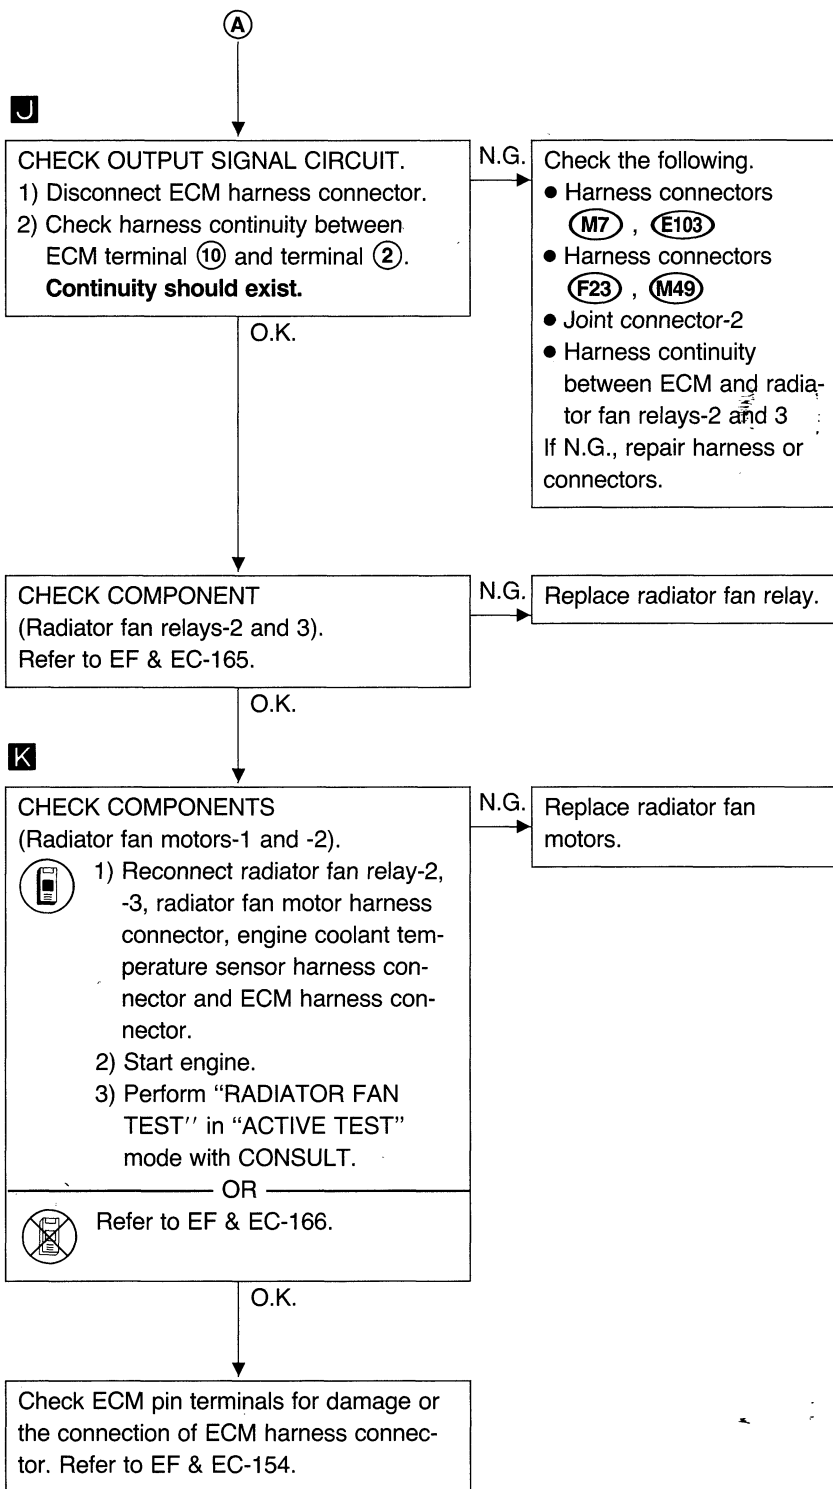 A
J
CHECK OUTPUT SIGNAL CIRCUIT.
1) Disconnect ECM harness connector.
2) Check harness continuity between
ECM terminal 10 and terminal 2.
Continuity should exist.
N.G.
Check the following.
● Harness connectors
M7 , E103
● Harness connectors
F23 , M49
● Joint connector-2
● Harness continuity
between ECM and radia-
tor fan relays-2 and 3
If N.G., repair harness or
connectors.
O.K.
CHECK COMPONENT
(Radiator fan relays-2 and 3).
Refer to EF & EC-165.
N.G.
Replace radiator fan relay.
O.K.
K
CHECK COMPONENTS
(Radiator fan motors-1 and -2).
1) Reconnect radiator fan relay-2,
-3, radiator fan motor harness
connector, engine coolant tem-
perature sensor harness con-
nector and ECM harness con-
nector.
2) Start engine.
3) Perform “RADIATOR FAN
TEST’’ in “ACTIVE TEST”
mode with CONSULT.
OR
Refer to EF & EC-166.
N.G.
Replace radiator fan
motors.
O.K.
Check ECM pin terminals for damage or
the connection of ECM harness connec-
tor. Refer to EF & EC-154.